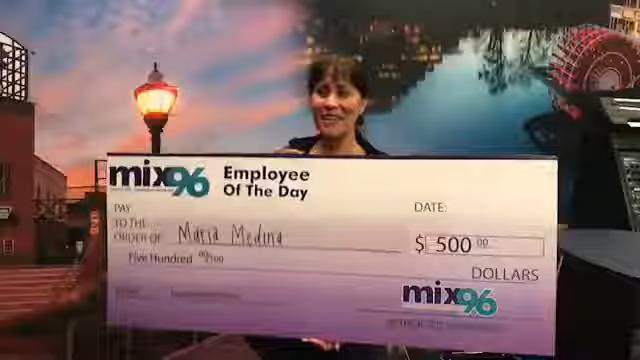 mix96
Employee
Of The Day
PAY
TO THE
ORDER OF Maria Medina
DATE:
$ 500 00
Five Hundred 00/100
DOLLARS
mix96